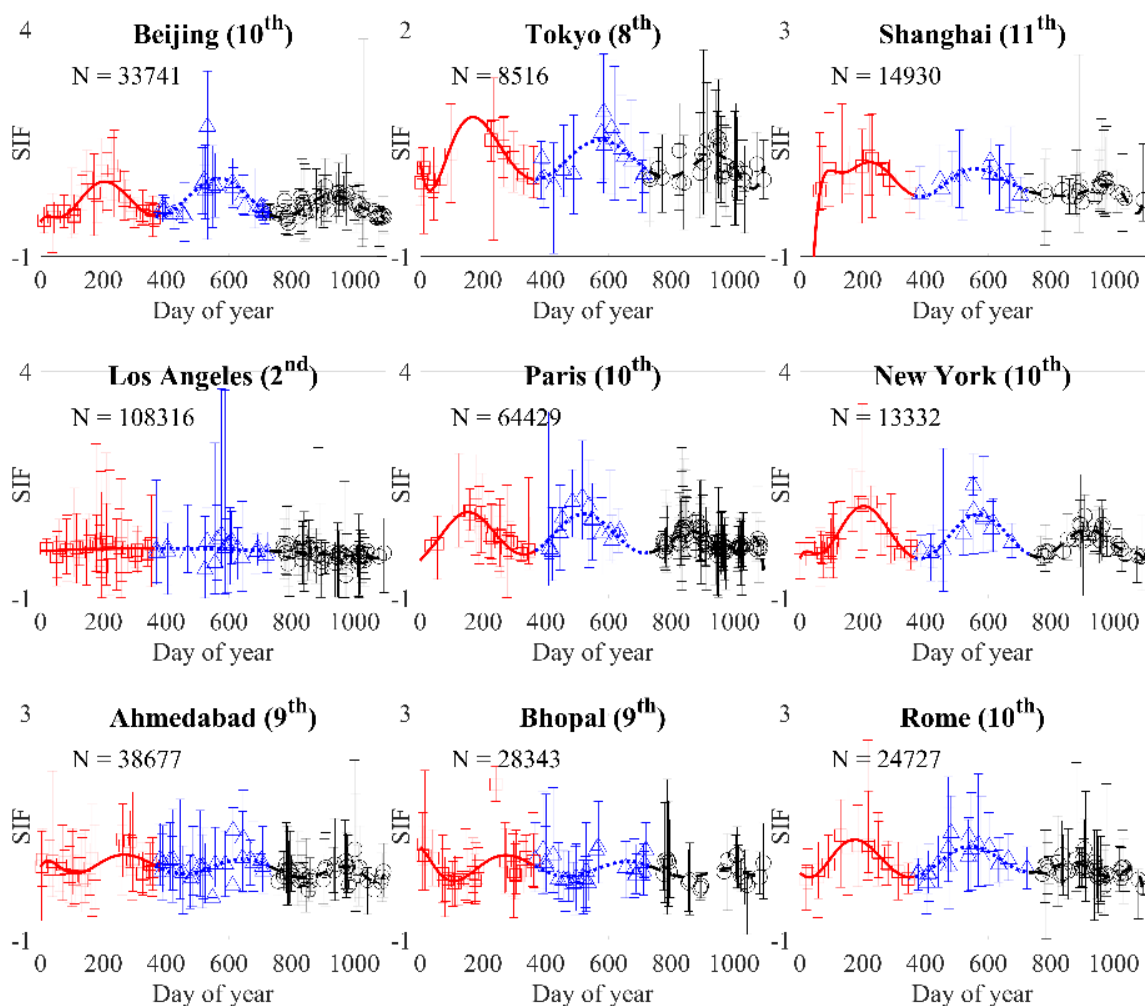 4 Beijing (10th) 2 Tokyo (8th) 3 Shanghai (11th)
N = 33741 N = 8516 N = 14930
SIF SIF SIF
-1 -1 -1
0 200 400 600 800 1000 0 200 400 600 800 1000 0 200 400 600 800 1000
Day of year Day of year Day of year
4 Los Angeles (2nd) 4 Paris (10th) 4 New York (10th)
N = 108316 N = 64429 N = 13332
SIF SIF SIF
-1 -1 -1
0 200 400 600 800 1000 0 200 400 600 800 1000 0 200 400 600 800 1000
Day of year Day of year Day of year
3 Ahmedabad (9th) 3 Bhopal (9th) 3 Rome (10th)
N = 38677 N = 28343 N = 24727
SIF SIF SIF
-1 -1 -1
0 200 400 600 800 1000 0 200 400 600 800 1000 0 200 400 600 800 1000
Day of year Day of year Day of year